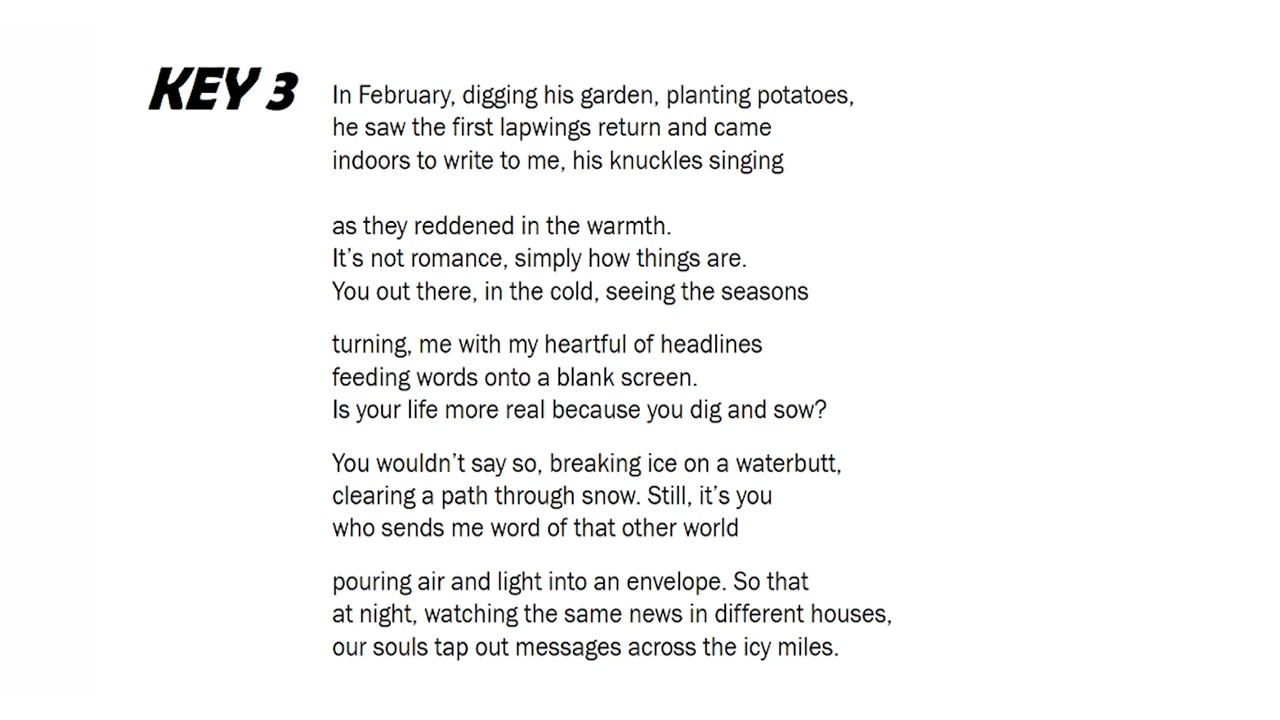 KEY 3
In February, digging his garden, planting potatoes,
he saw the first lapwings return and came
indoors to write to me, his knuckles singing
as they reddened in the warmth.
It's not romance, simply how things are.
You out there, in the cold, seeing the seasons
turning, me with my heartful of headlines
feeding words onto a blank screen.
Is your life more real because you dig and sow?
You wouldn't say so, breaking ice on a waterbutt,
clearing a path through snow. Still, it's you
who sends me word of that other world
pouring air and light into an envelope. So that
at night, watching the same news in different houses,
our souls tap out messages across the icy miles.